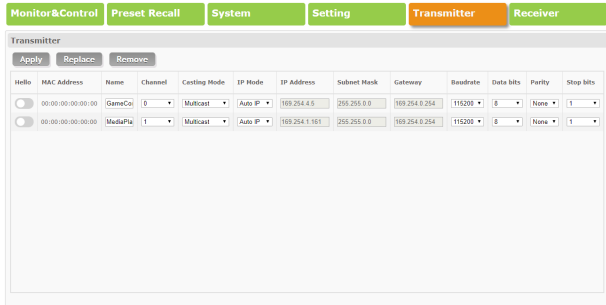 Monitor&Control Preset Recall System Setting Transmitter Receiver
Transmitter
Apply Replace Remove
Hello MAC Address Name Channel Casting Mode IP Mode IP Address Subnet Mask Gateway Baudrate Data bits Parity Stop bits
00:00:00:00:00:00 GameCo 0 Multicast Auto IP 169.254.4.6 255.255.0.0 169.254.0.254 115200 8 None 1
00:00:00:00:00:00 MediaPla 1 Multicast Auto IP 169.254.1.161 255.255.0.0 169.254.0.254 115200 8 None 1